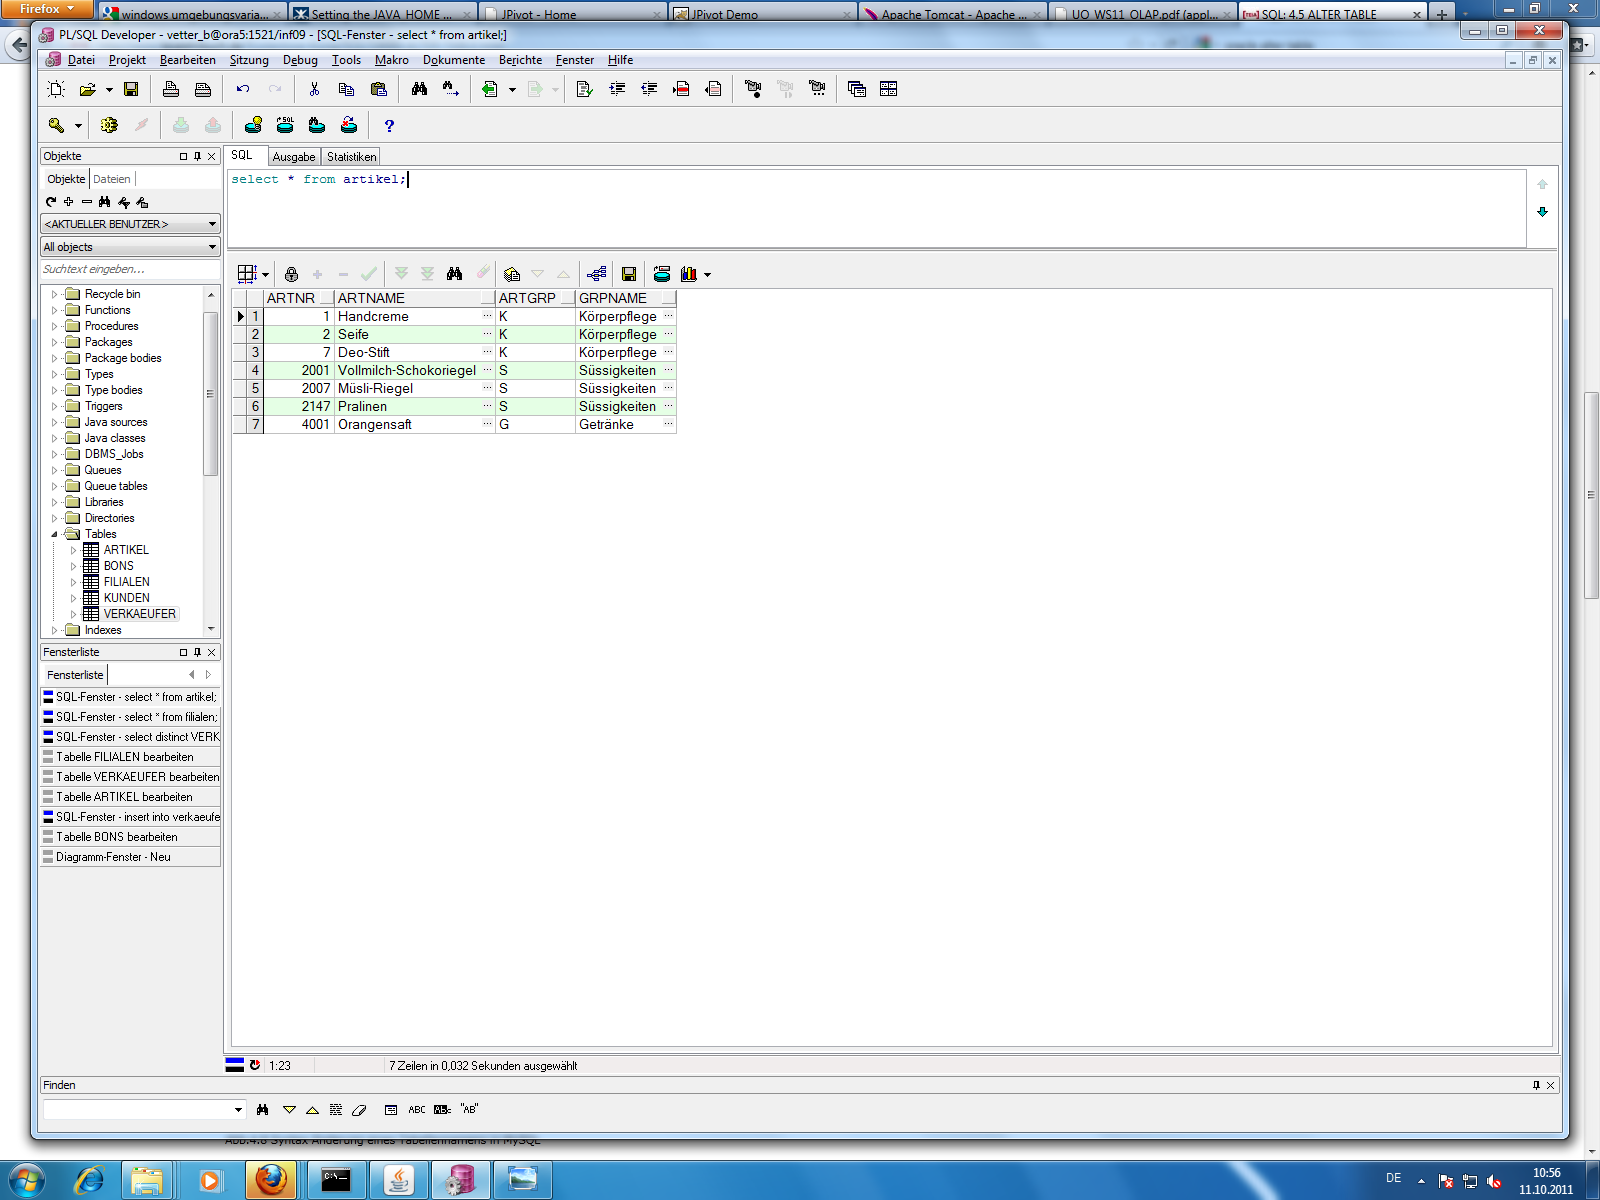 Firefox
windows umgebungsvaria...
Setting the JAVA_HOME ...
JPivot - Home
JPivot Demo
Apache Tomcat - Apache ...
UO_WS11_OLAP.pdf (appl...
SQL: 4.5 ALTER TABLE
PL/SQL Developer - vetter_b@ora5:1521/inf09 - [SQL-Fenster - select * from artikel;]
Datei Projekt Bearbeiten Sitzung Debug Tools Makro Dokumente Berichte Fenster Hilfe
Objekte
Objekte Dateien
<AKTUELLER BENUTZER>
All objects
Suchtext eingeben...
Recycle bin
Functions
Procedures
Packages
Package bodies
Types
Type bodies
Triggers
Java sources
Java classes
DBMS_Jobs
Queues
Queue tables
Libraries
Directories
Tables
ARTIKEL
BONS
FILIALEN
KUNDEN
VERKAEUFER
Indexes
Fensterliste
Fensterliste
SQL-Fenster - select * from artikel;
SQL-Fenster - select * from filialen;
SQL-Fenster - select distinct VERK
Tabelle FILIALEN bearbeiten
Tabelle VERKAEUFER bearbeiten
Tabelle ARTIKEL bearbeiten
SQL-Fenster - insert into verkaeufe
Tabelle BONS bearbeiten
Diagramm-Fenster - Neu
SQL Ausgabe Statistiken
select * from artikel;
ARTNR ARTNAME ARTGRP GRPNAME
1 1 Handcreme ... K Körperpflege ...
2 2 Seife ... K Körperpflege ...
3 7 Deo-Stift ... K Körperpflege ...
4 2001 Vollmilch-Schokoriegel ... S Süssigkeiten ...
5 2007 Müsli-Riegel ... S Süssigkeiten ...
6 2147 Pralinen ... S Süssigkeiten ...
7 4001 Orangensaft ... G Getränke ...
1:23 7 Zeilen in 0,032 Sekunden ausgewählt
Finden
ABC ABc "AB"
Abb.4.6 Syntax Änderung eines Tabellennamens in MySQL
DE
10:56
11.10.2011